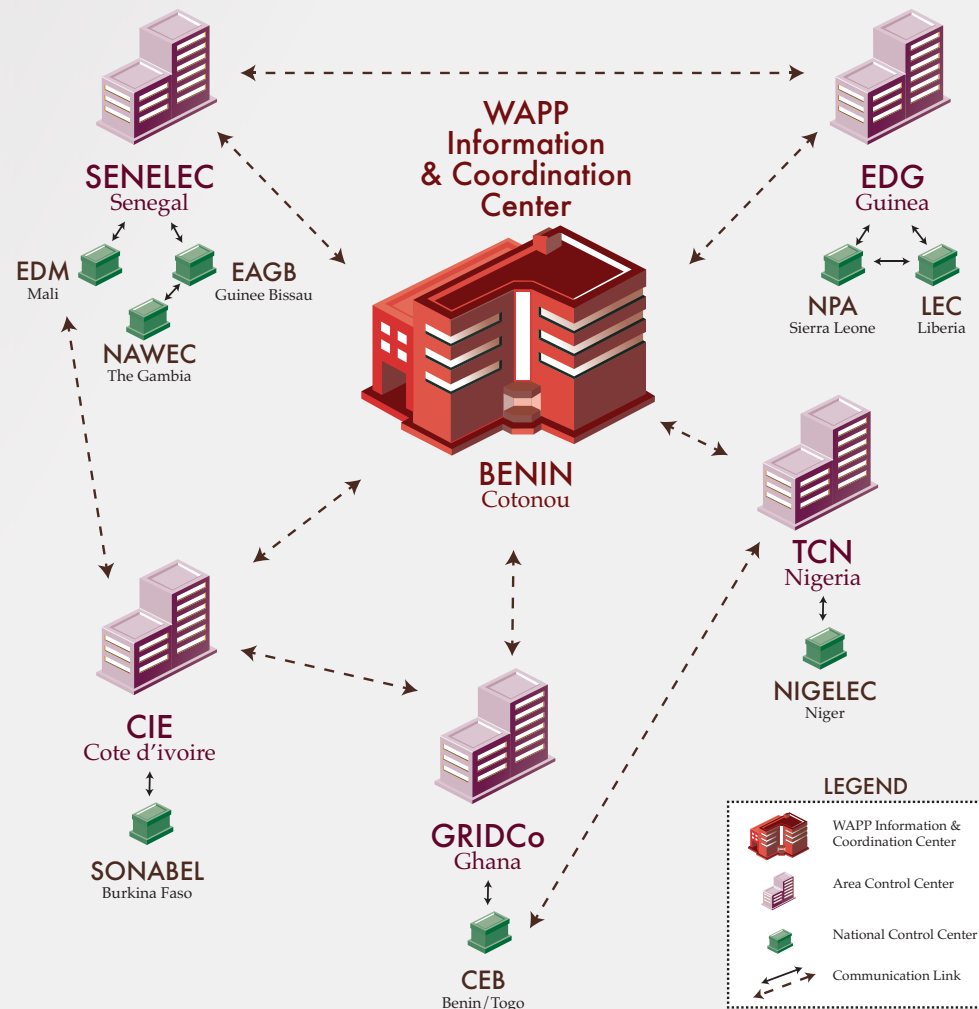 WAPP
Information
& Coordination
Center
SENELEC
Senegal
EDG
Guinea
EDM
Mali
EAGB
Guinee Bissau
NAWEC
The Gambia
NPA
Sierra Leone
LEC
Liberia
BENIN
Cotonou
TCN
Nigeria
NIGELEC
Niger
CIE
Cote d'ivoire
SONABEL
Burkina Faso
GRIDCo
Ghana
CEB
Benin/Togo
LEGEND
WAPP Information &
Coordination Center
Area Control Center
National Control Center
Communication Link